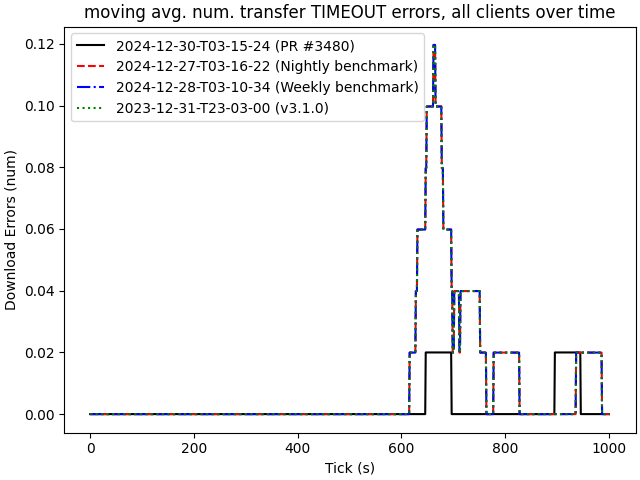 moving avg. num. transfer TIMEOUT errors, all clients over time
2024-12-30-T03-15-24 (PR #3480)
2024-12-27-T03-16-22 (Nightly benchmark)
2024-12-28-T03-10-34 (Weekly benchmark)
2023-12-31-T23-03-00 (v3.1.0)
Download Errors (num)
0.12
0.10
0.08
0.06
0.04
0.02
0.00
0 200 400 600 800 1000
Tick (s)